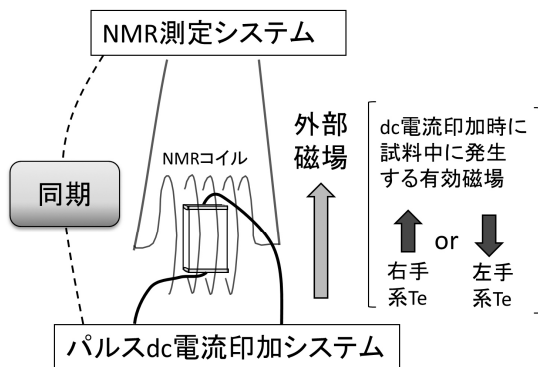 NMR測定システム
NMRコイル
同期
外部
磁場
dc電流印加時に
試料中に発生
する有効磁場
or
右手
系Te
左手
系Te
パルスdc電流印加システム